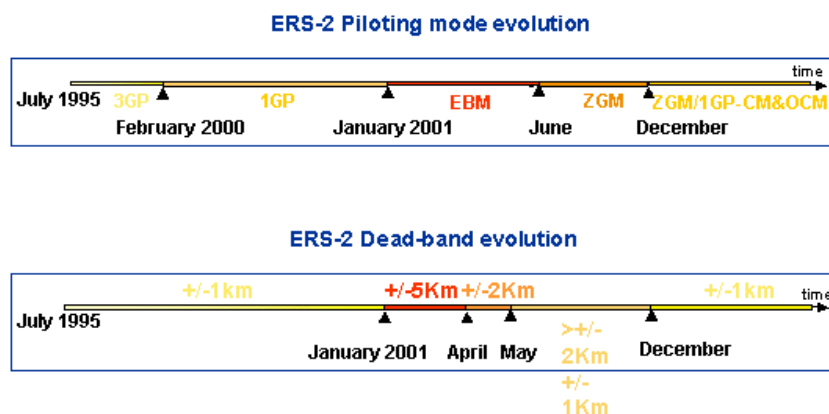 ERS-2 Piloting mode evolution
time
July 1995 3GP 1GP EBM ZGM ZGM/1GP-CM&OCM
February 2000 January 2001 June December
ERS-2 Dead-band evolution
+/-1km +/-5Km +/-2Km +/-1km time
July 1995
January 2001 April May December
>+/-
2Km
+/-
1Km